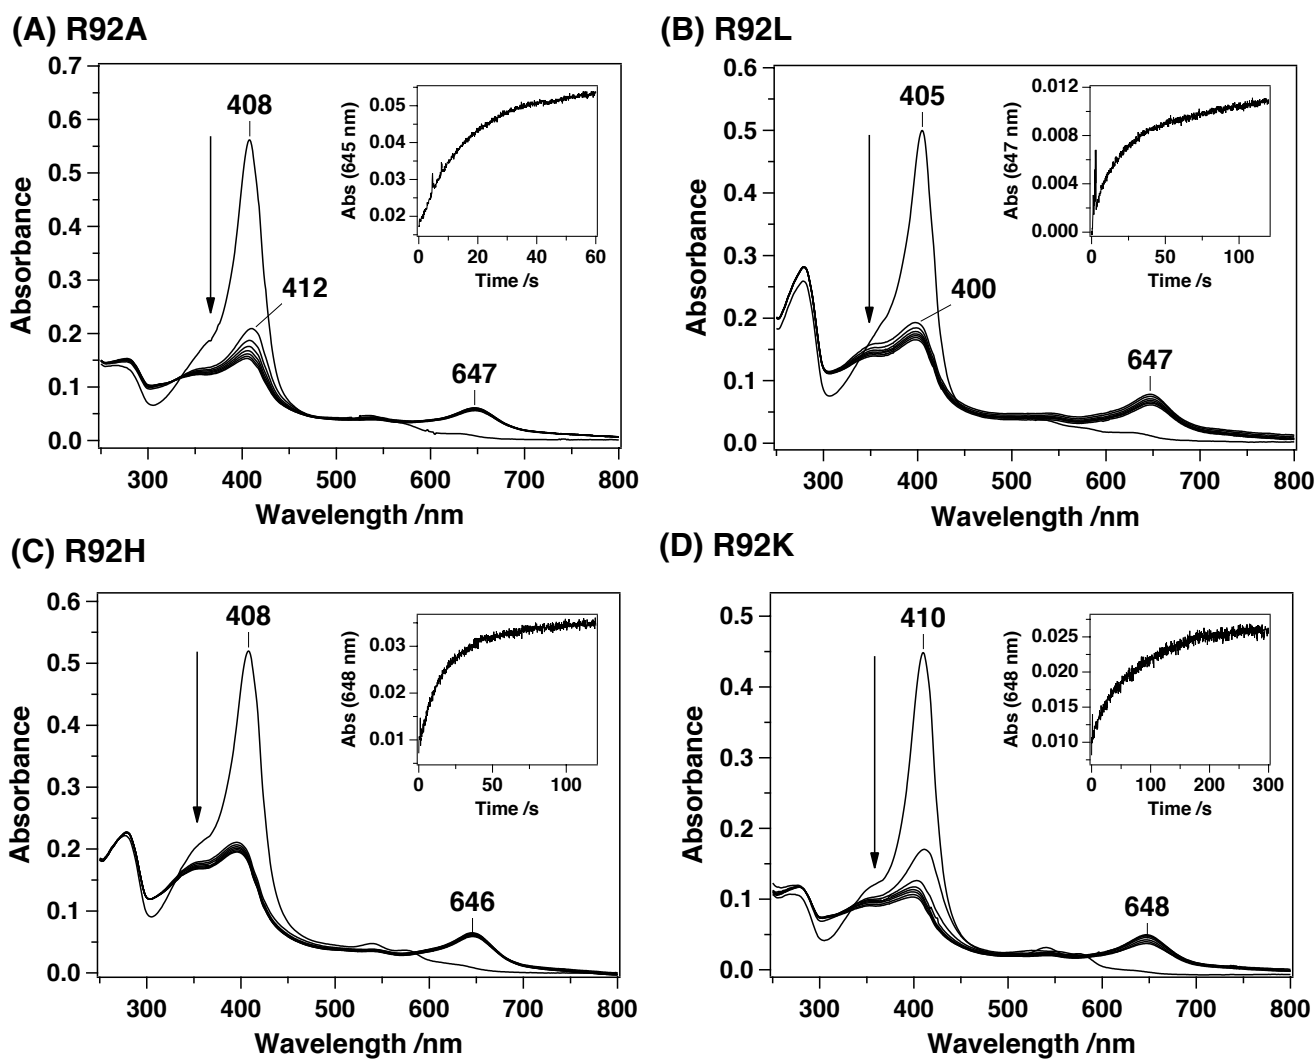 (A) R92A
0.7
0.6
0.5
0.4
0.3
0.2
0.1
0.0
Absorbance
408
412
647
300 400 500 600 700 800
Wavelength /nm
0.05
0.04
0.03
0.02
Abs (645 nm)
0 20 40 60
Time /s
(B) R92L
0.6
0.5
0.4
0.3
0.2
0.1
0.0
Absorbance
405
400
647
300 400 500 600 700 800
Wavelength /nm
0.012
0.008
0.004
0.000
Abs (647 nm)
0 50 100
Time /s
(C) R92H
0.6
0.5
0.4
0.3
0.2
0.1
0.0
Absorbance
408
646
300 400 500 600 700 800
Wavelength /nm
0.03
0.02
0.01
Abs (648 nm)
0 50 100
Time /s
(D) R92K
0.5
0.4
0.3
0.2
0.1
0.0
Absorbance
410
648
300 400 500 600 700 800
Wavelength /nm
0.025
0.020
0.015
0.010
Abs (648 nm)
0 100 200 300
Time /s